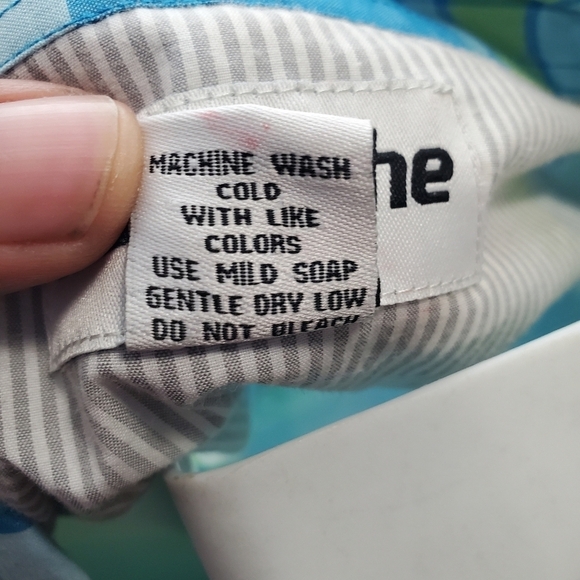 MACHINE WASH
COLD
WITH LIKE
COLORS
USE MILD SOAP
GENTLE DRY LOW
DO NOT BLEACH
he